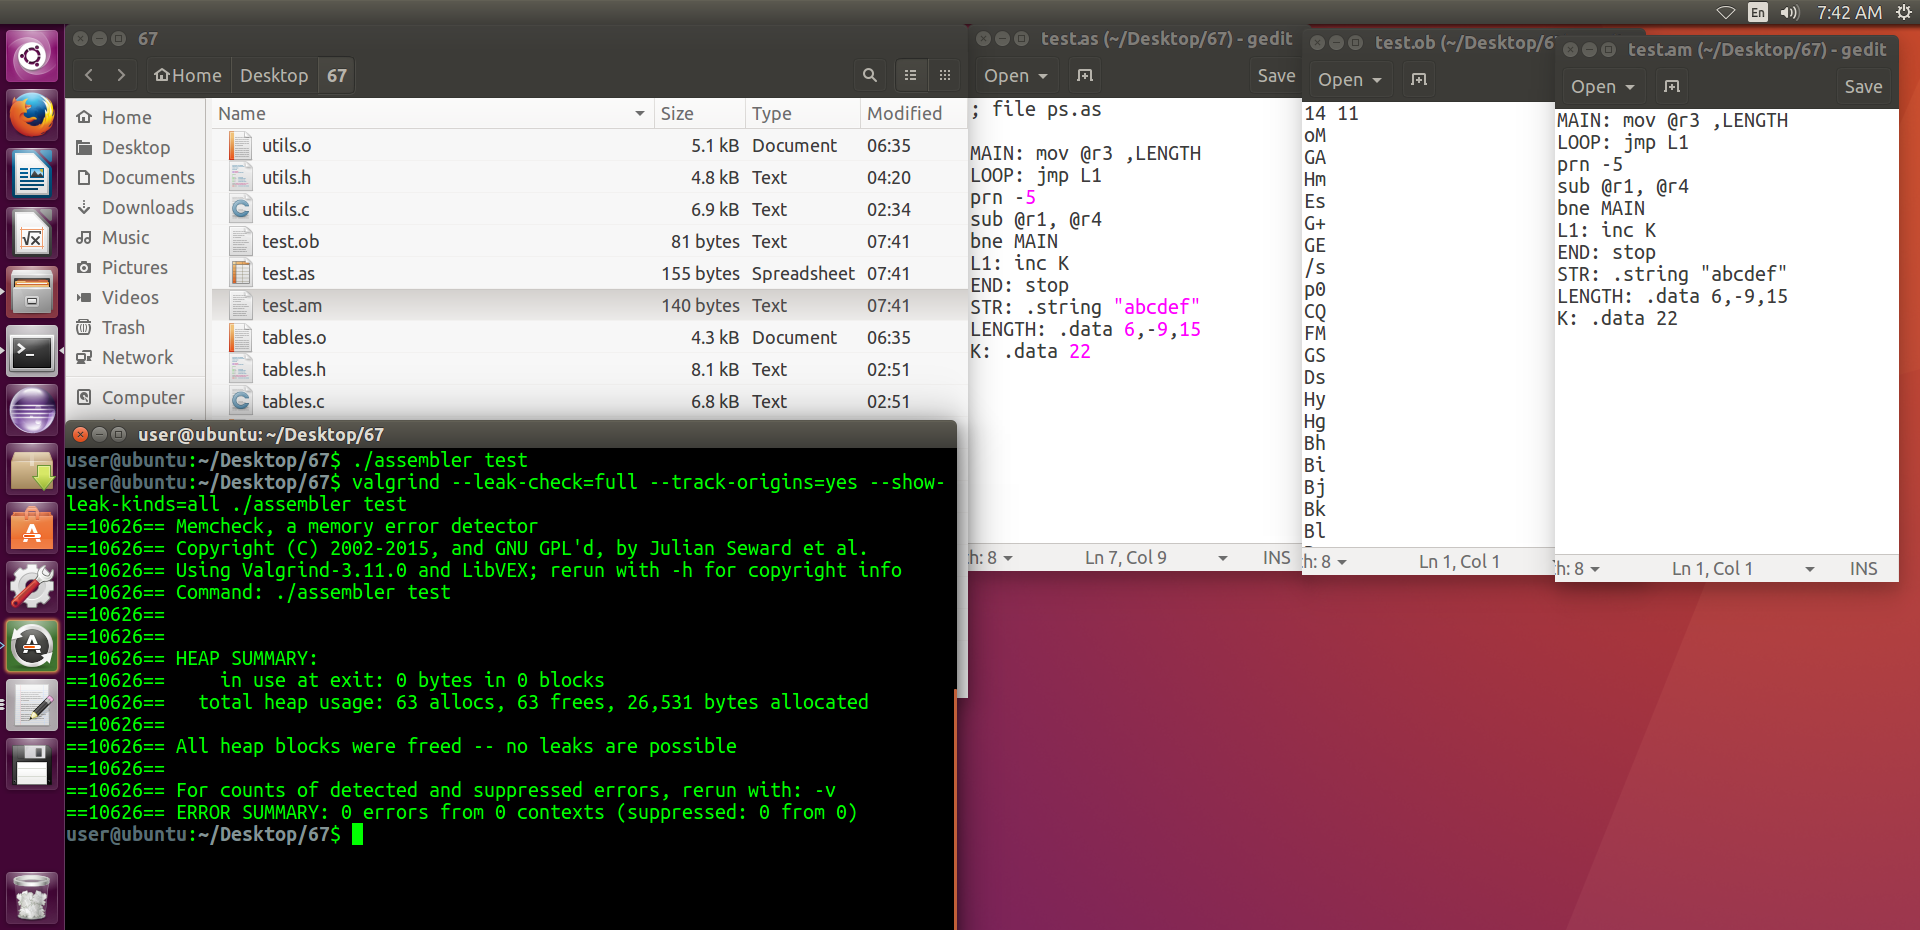 En 7:42 AM
67
Home Desktop 67
Name Size Type Modified
Home
Desktop
Documents
Downloads
Music
Pictures
Videos
Trash
Network
Computer
utils.o 5.1 kB Document 06:35
utils.h 4.8 kB Text 04:20
utils.c 6.9 kB Text 02:34
test.ob 81 bytes Text 07:41
test.as 155 bytes Spreadsheet 07:41
test.am 140 bytes Text 07:41
tables.o 4.3 kB Document 06:35
tables.h 8.1 kB Text 02:51
tables.c 6.8 kB Text 02:51
user@ubuntu: ~/Desktop/67
user@ubuntu:~/Desktop/67$ ./assembler test
user@ubuntu:~/Desktop/67$ valgrind --leak-check=full --track-origins=yes --show-
leak-kinds=all ./assembler test
==10626== Memcheck, a memory error detector
==10626== Copyright (C) 2002-2015, and GNU GPL'd, by Julian Seward et al.
==10626== Using Valgrind-3.11.0 and LibVEX; rerun with -h for copyright info
==10626== Command: ./assembler test
==10626==
==10626==
==10626== HEAP SUMMARY:
==10626==     in use at exit: 0 bytes in 0 blocks
==10626==   total heap usage: 63 allocs, 63 frees, 26,531 bytes allocated
==10626==
==10626== All heap blocks were freed -- no leaks are possible
==10626==
==10626== For counts of detected and suppressed errors, rerun with: -v
==10626== ERROR SUMMARY: 0 errors from 0 contexts (suppressed: 0 from 0)
user@ubuntu:~/Desktop/67$
test.as (~/Desktop/67) - gedit
Open Save
; file ps.as
MAIN: mov @r3 ,LENGTH
LOOP: jmp L1
prn -5
sub @r1, @r4
bne MAIN
L1: inc K
END: stop
STR: .string "abcdef"
LENGTH: .data 6,-9,15
K: .data 22
h: 8 Ln 7, Col 9 INS
test.ob (~/Desktop/6
Open
14 11
oM
GA
Hm
Es
G+
GE
/s
p0
CQ
FM
GS
Ds
Hy
Hg
Bh
Bi
Bj
Bk
Bl
h: 8 Ln 1, Col 1
test.am (~/Desktop/67) - gedit
Open Save
MAIN: mov @r3 ,LENGTH
LOOP: jmp L1
prn -5
sub @r1, @r4
bne MAIN
L1: inc K
END: stop
STR: .string "abcdef"
LENGTH: .data 6,-9,15
K: .data 22
h: 8 Ln 1, Col 1 INS